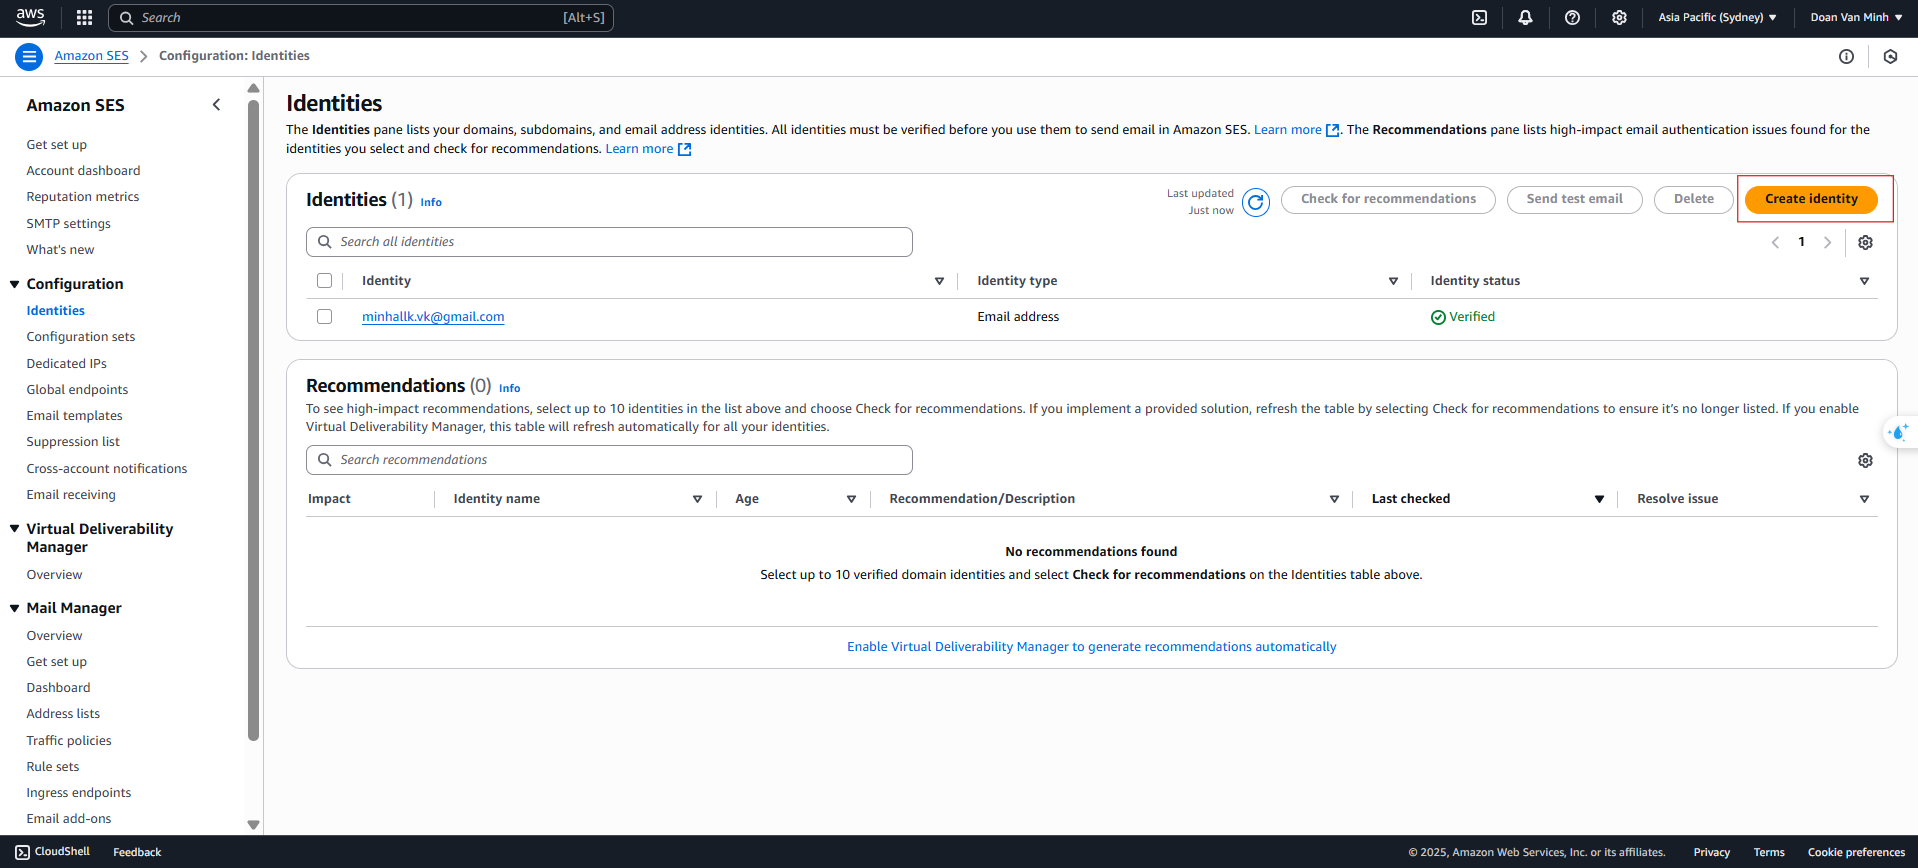 aws
Search [Alt+S]
Asia Pacific (Sydney)
Doan Van Minh
Amazon SES
Configuration: Identities
Amazon SES
Get set up
Account dashboard
Reputation metrics
SMTP settings
What's new
Configuration
Identities
Configuration sets
Dedicated IPs
Global endpoints
Email templates
Suppression list
Cross-account notifications
Email receiving
Virtual Deliverability
Manager
Overview
Mail Manager
Overview
Get set up
Dashboard
Address lists
Traffic policies
Rule sets
Ingress endpoints
Email add-ons
Identities
The Identities pane lists your domains, subdomains, and email address identities. All identities must be verified before you use them to send email in Amazon SES. Learn more. The Recommendations pane lists high-impact email authentication issues found for the
identities you select and check for recommendations. Learn more
Identities (1) Info
Last updated
Just now
Check for recommendations
Send test email
Delete
Create identity
Search all identities
1
Identity Identity type Identity status
minhallk.vk@gmail.com Email address Verified
Recommendations (0) Info
To see high-impact recommendations, select up to 10 identities in the list above and choose Check for recommendations. If you implement a provided solution, refresh the table by selecting Check for recommendations to ensure it's no longer listed. If you enable
Virtual Deliverability Manager, this table will refresh automatically for all your identities.
Search recommendations
Impact Identity name Age Recommendation/Description Last checked Resolve issue
No recommendations found
Select up to 10 verified domain identities and select Check for recommendations on the Identities table above.
Enable Virtual Deliverability Manager to generate recommendations automatically
CloudShell Feedback
© 2025, Amazon Web Services, Inc. or its affiliates. Privacy Terms Cookie preferences